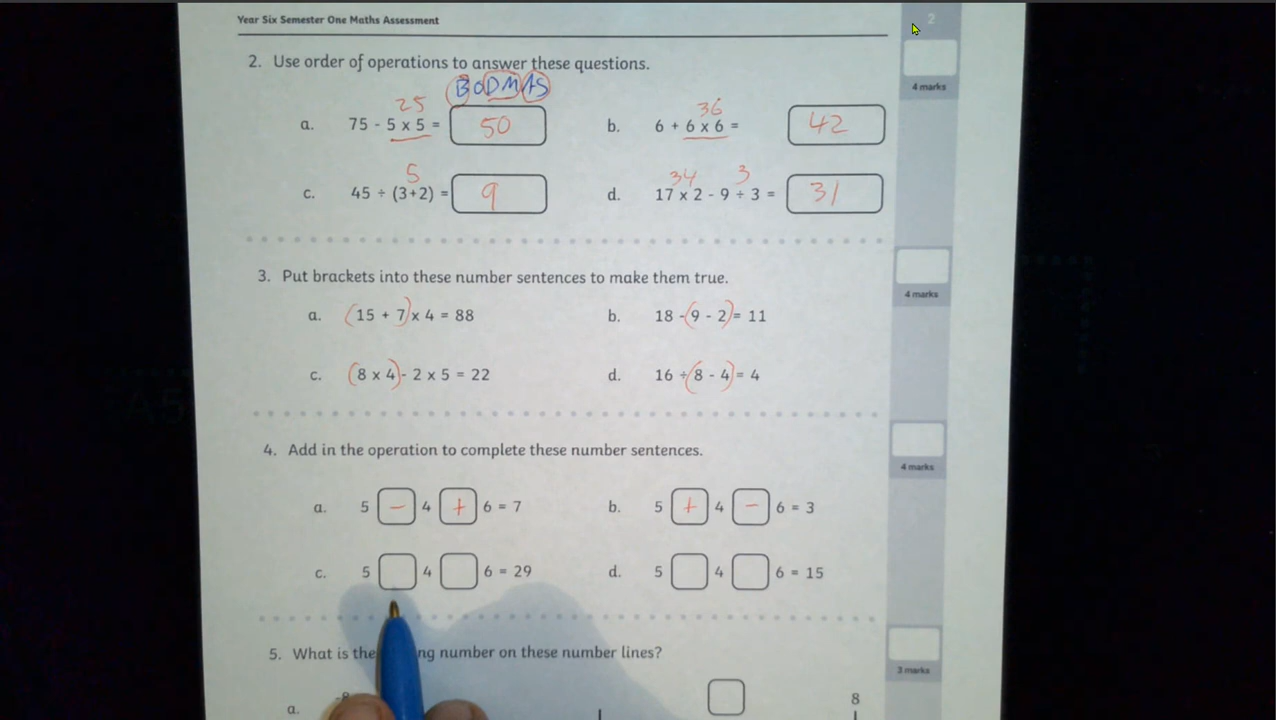 Year Six Semester One Maths Assessment
2
2. Use order of operations to answer these questions.
BODMAS
4 marks
25
36
a. 75 - 5 x 5 = 50
b. 6 + 6 x 6 = 42
5
34 3
c. 45 ÷ (3+2) = 9
d. 17 x 2 - 9 ÷ 3 = 31
3. Put brackets into these number sentences to make them true.
4 marks
a. (15 + 7) x 4 = 88
b. 18 - (9 - 2) = 11
c. (8 x 4) - 2 x 5 = 22
d. 16 ÷ (8 - 4) = 4
4. Add in the operation to complete these number sentences.
4 marks
a. 5 - 4 + 6 = 7
b. 5 + 4 - 6 = 3
c. 5 4 6 = 29
d. 5 4 6 = 15
5. What is the ng number on these number lines?
3 marks
a.
-8
8